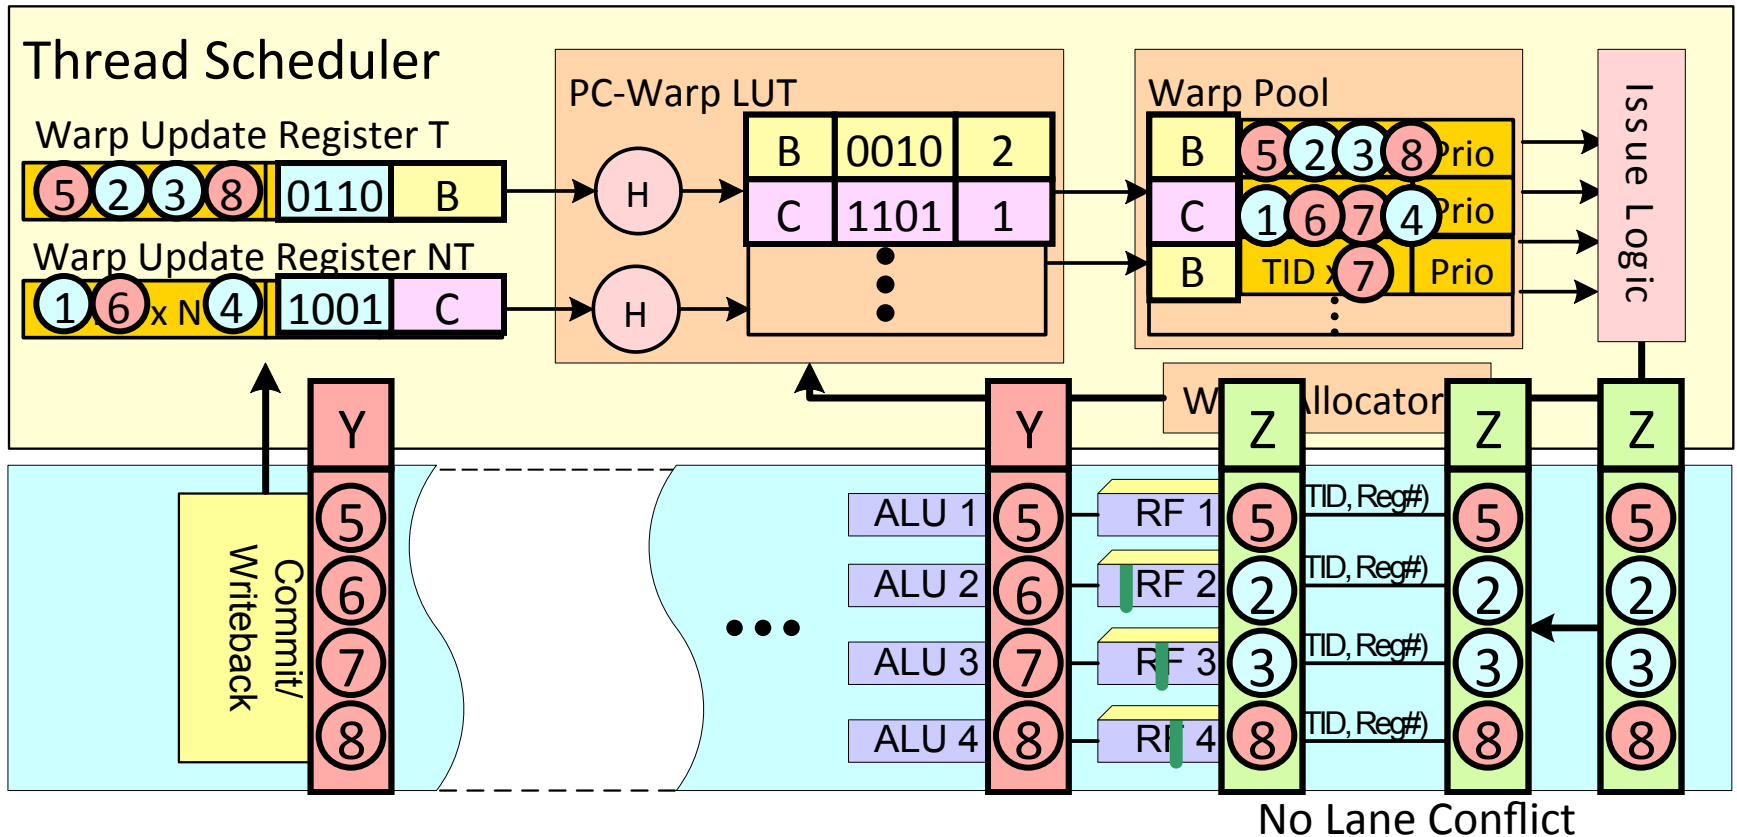 Thread Scheduler
Warp Update Register T
5 2 3 8 0110 B
Warp Update Register NT
1 6 x N 4 1001 C
PC-Warp LUT
H
H
B 0010 2
C 1101 1
Warp Pool
B 5 2 3 8 Prio
C 1 6 7 4 Prio
B TID x 7 Prio
Issue Logic
Allocator
Y
5
6
7
8
Commit/
Writeback
ALU 1
ALU 2
ALU 3
ALU 4
Y
5
6
7
8
RF 1
RF 2
RF 3
RF 4
Z
5
2
3
8
TID, Reg#)
TID, Reg#)
TID, Reg#)
TID, Reg#)
Z
5
2
3
8
Z
5
2
3
8
No Lane Conflict